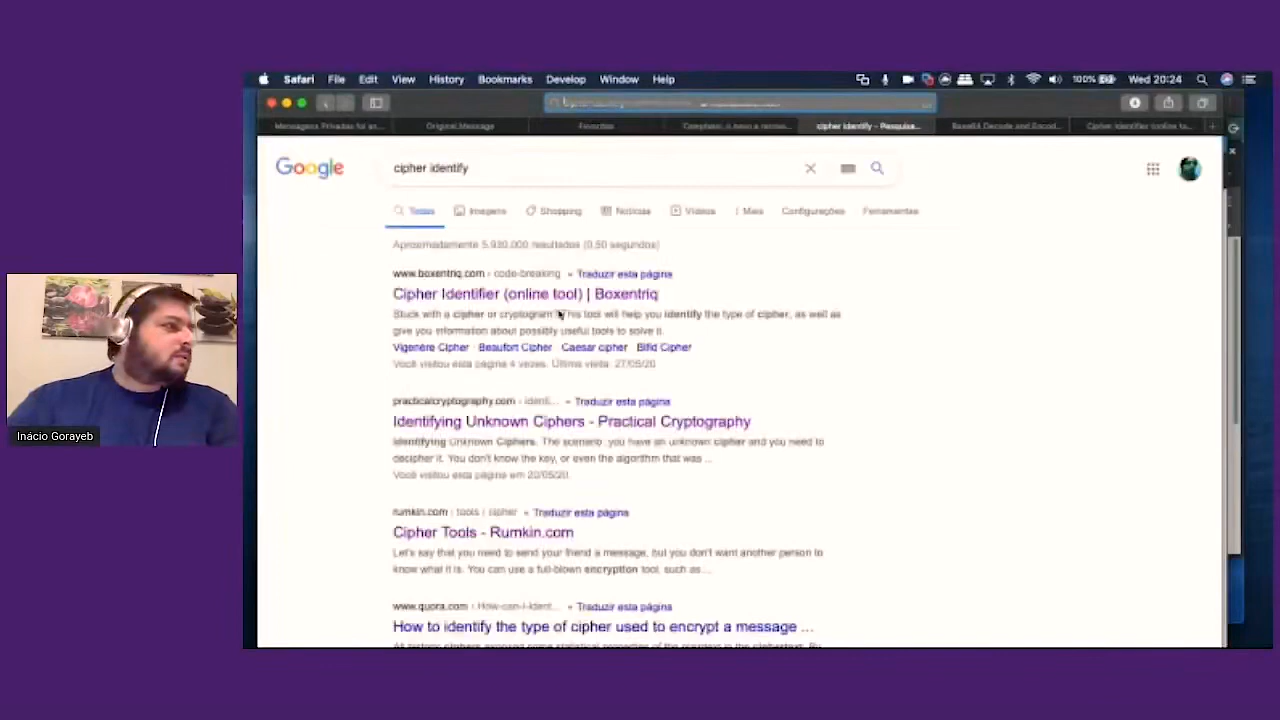 Safari File Edit View History Bookmarks Develop Window Help 100% Wed 20:24
Mensagens Privadas foi an... Original Message Favorites cipher identify - Pesquisa... Base64 Decode and Encod... Cipher Identifier (online to...
Google cipher identify
Todas Imagens Shopping Notícias Vídeos Mais Configurações Ferramentas
Aproximadamente 5.930.000 resultados (0,50 segundos)
www.boxentriq.com › code-breaking Traduzir esta página
Cipher Identifier (online tool) | Boxentriq
Stuck with a cipher or cryptogram? This tool will help you identify the type of cipher, as well as
give you information about possibly useful tools to solve it.
Vigenere Cipher · Beaufort Cipher · Caesar cipher · Bifid Cipher
Você visitou esta página 4 vezes. Última visita: 27/05/20
practicalcryptography.com › identi... Traduzir esta página
Identifying Unknown Ciphers - Practical Cryptography
Identifying Unknown Ciphers. The scenario: you have an unknown cipher and you need to
decipher it. You don't know the key, or even the algorithm that was ...
Você visitou esta página em 20/05/20.
rumkin.com › tools › cipher Traduzir esta página
Cipher Tools - Rumkin.com
Let's say that you need to send your friend a message, but you don't want another person to
know what it is. You can use a full-blown encryption tool, such as ...
www.quora.com › How-can-I-ident... Traduzir esta página
How to identify the type of cipher used to encrypt a message ...
Inácio Gorayeb